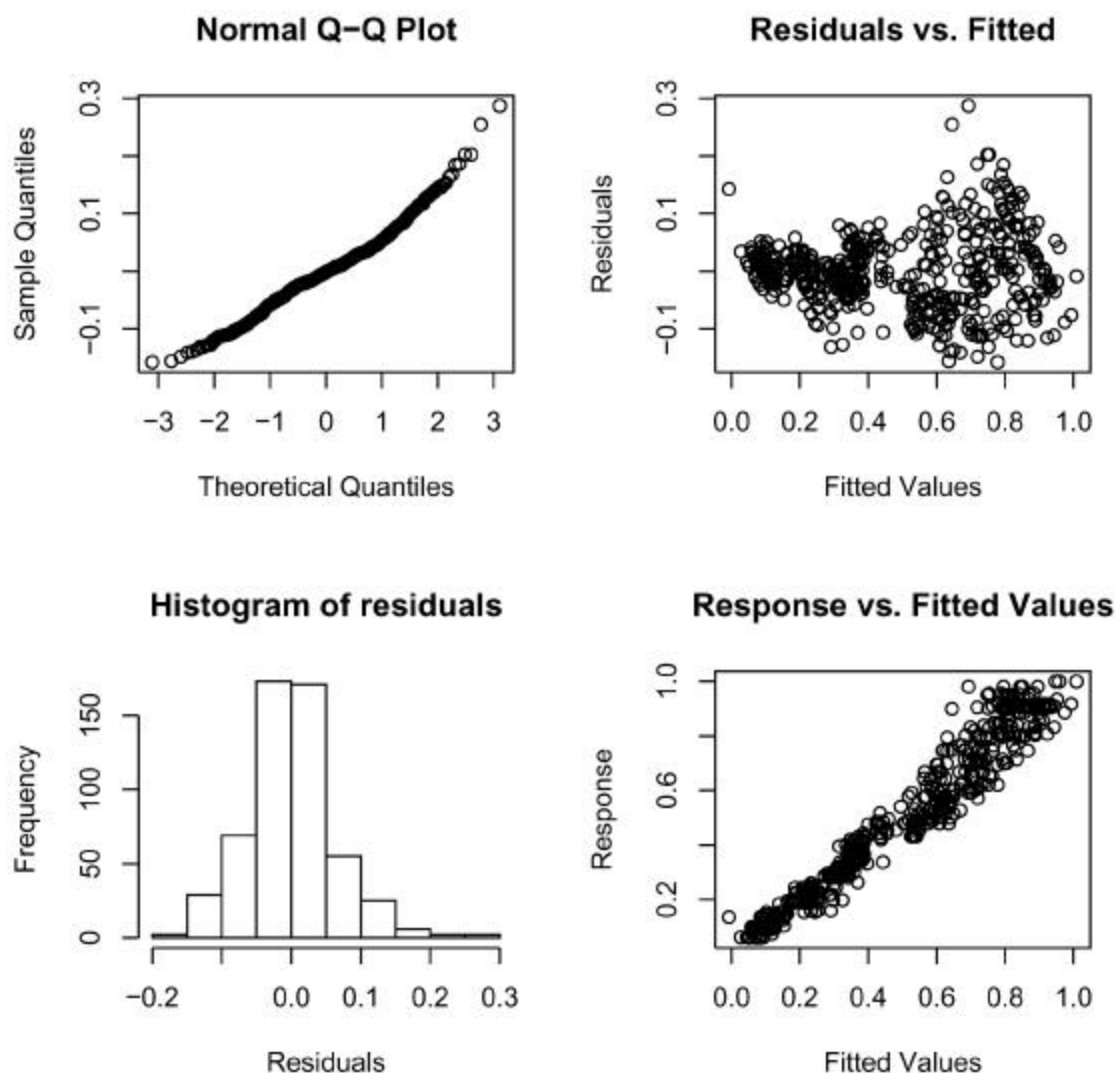 Normal Q−Q Plot
Sample Quantiles
0.3
0.1
−0.1
−3 −2 −1 0 1 2 3
Theoretical Quantiles
Residuals vs. Fitted
Residuals
0.3
0.1
−0.1
0.0 0.2 0.4 0.6 0.8 1.0
Fitted Values
Histogram of residuals
Frequency
150
100
50
0
−0.2 0.0 0.2 0.3
Residuals
Response vs. Fitted Values
Response
1.0
0.6
0.2
0.0 0.2 0.4 0.6 0.8 1.0
Fitted Values